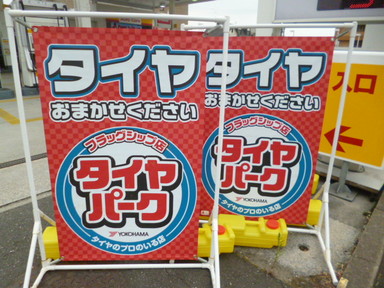 タイヤ
おまかせください
フラッグシップ店
タイヤ
パーク
YOKOHAMA
タイヤのプロのいる店
タイヤ
おまかせください
フラッグシップ店
タイヤ
パーク
YOKOHAMA
タイヤのプロのいる店
入口